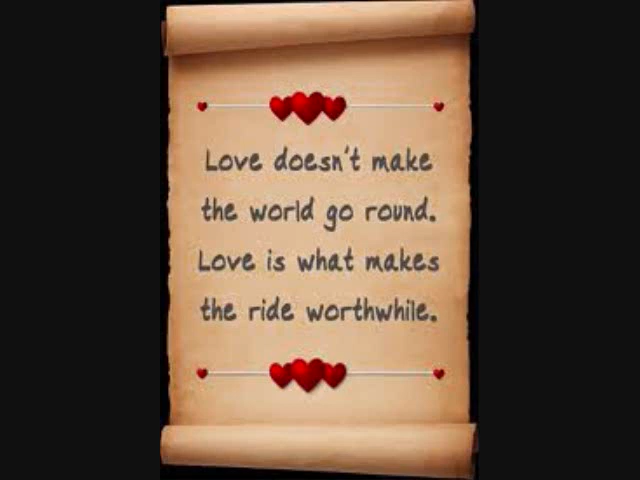 Love doesn't make
the world go round.
Love is what makes
the ride worthwhile.